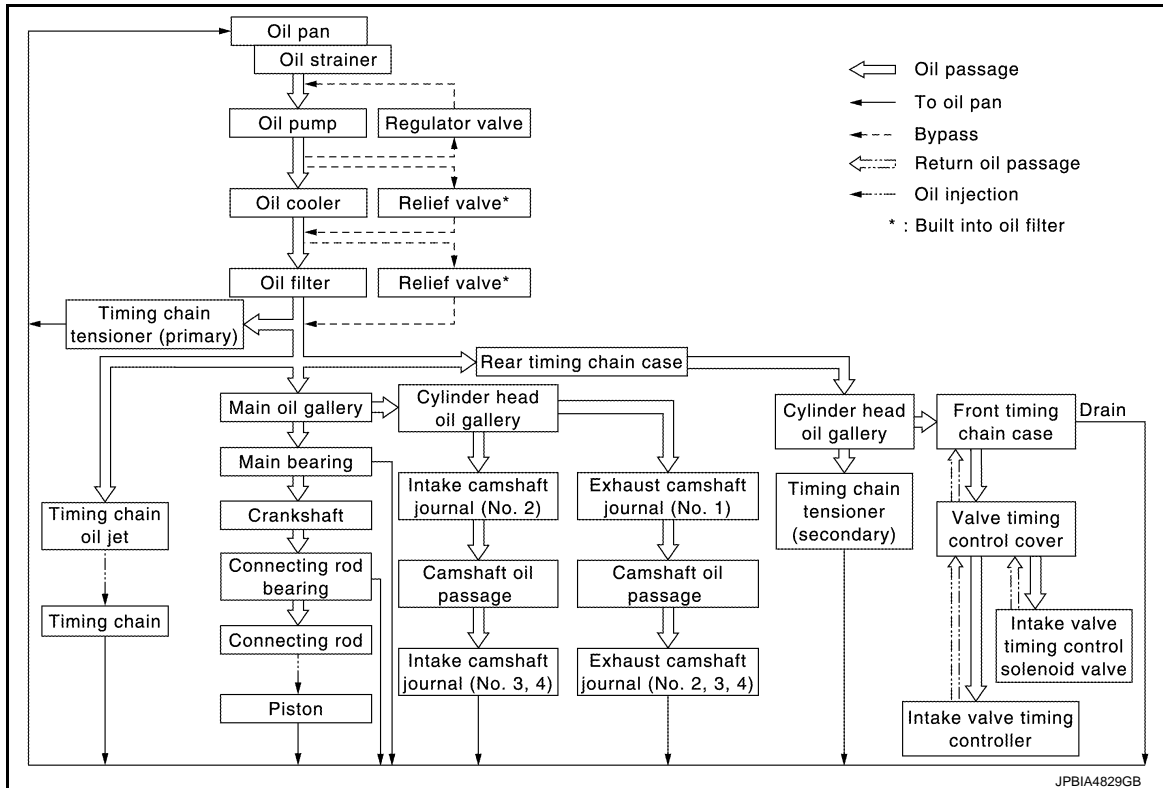 Oil pan
Oil strainer
Oil passage
To oil pan
Bypass
Return oil passage
Oil injection
* : Built into oil filter
Oil pump
Regulator valve
Oil cooler
Relief valve*
Oil filter
Relief valve*
Timing chain
tensioner (primary)
Rear timing chain case
Main oil gallery
Cylinder head
oil gallery
Cylinder head
oil gallery
Front timing
chain case
Drain
Main bearing
Intake camshaft
journal (No. 2)
Exhaust camshaft
journal (No. 1)
Timing chain
tensioner
(secondary)
Timing chain
oil jet
Crankshaft
Valve timing
control cover
Connecting rod
bearing
Camshaft oil
passage
Camshaft oil
passage
Timing chain
Connecting rod
Intake valve
timing control
solenoid valve
Intake camshaft
journal (No. 3, 4)
Exhaust camshaft
journal (No. 2, 3, 4)
Piston
Intake valve timing
controller
JPBIA4829GB